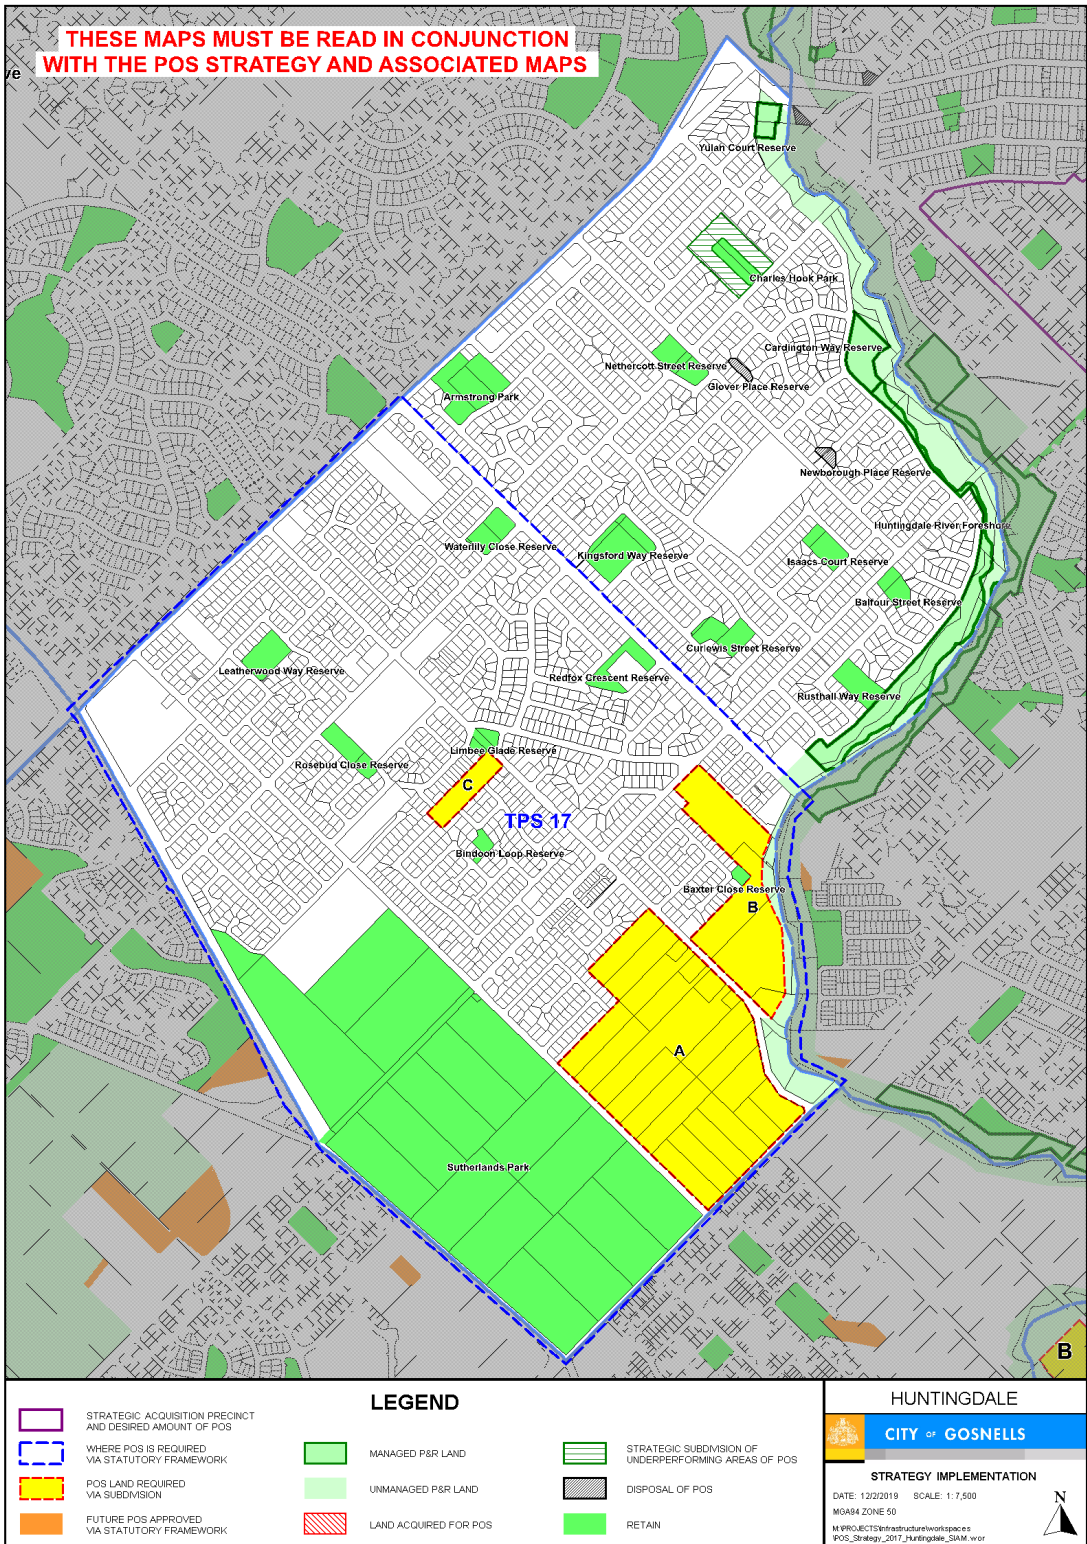 THESE MAPS MUST BE READ IN CONJUNCTION
WITH THE POS STRATEGY AND ASSOCIATED MAPS
ve
Yulan Court Reserve
Charles Hook Park
Cardington Way Reserve
Nethercott Street Reserve
Glover Place Reserve
Armstrong Park
Newborough Place Reserve
Huntingdale River Foreshore
Waterlily Close Reserve
Kingsford Way Reserve
Isaacs Court Reserve
Balfour Street Reserve
Curlewis Street Reserve
Leatherwood Way Reserve
Redfox Crescent Reserve
Rusthall Way Reserve
Limbee Glade Reserve
Rosebud Close Reserve
C
TPS 17
Bindoon Loop Reserve
Baxter Close Reserve
B
A
Sutherlands Park
B
LEGEND
STRATEGIC ACQUISITION PRECINCT
AND DESIRED AMOUNT OF POS
WHERE POS IS REQUIRED
VIA STATUTORY FRAMEWORK
POS LAND REQUIRED
VIA SUBDIVISION
FUTURE POS APPROVED
VIA STATUTORY FRAMEWORK
MANAGED P&R LAND
UNMANAGED P&R LAND
LAND ACQUIRED FOR POS
STRATEGIC SUBDIVISION OF
UNDERPERFORMING AREAS OF POS
DISPOSAL OF POS
RETAIN
HUNTINGDALE
CITY OF GOSNELLS
STRATEGY IMPLEMENTATION
DATE: 12/2/2019 SCALE: 1: 7,500
MGA94 ZONE 50
M:\PROJECTS\Infrastructure\workspaces
\POS_Strategy_2017_Huntingdale_SIAM.wor
N